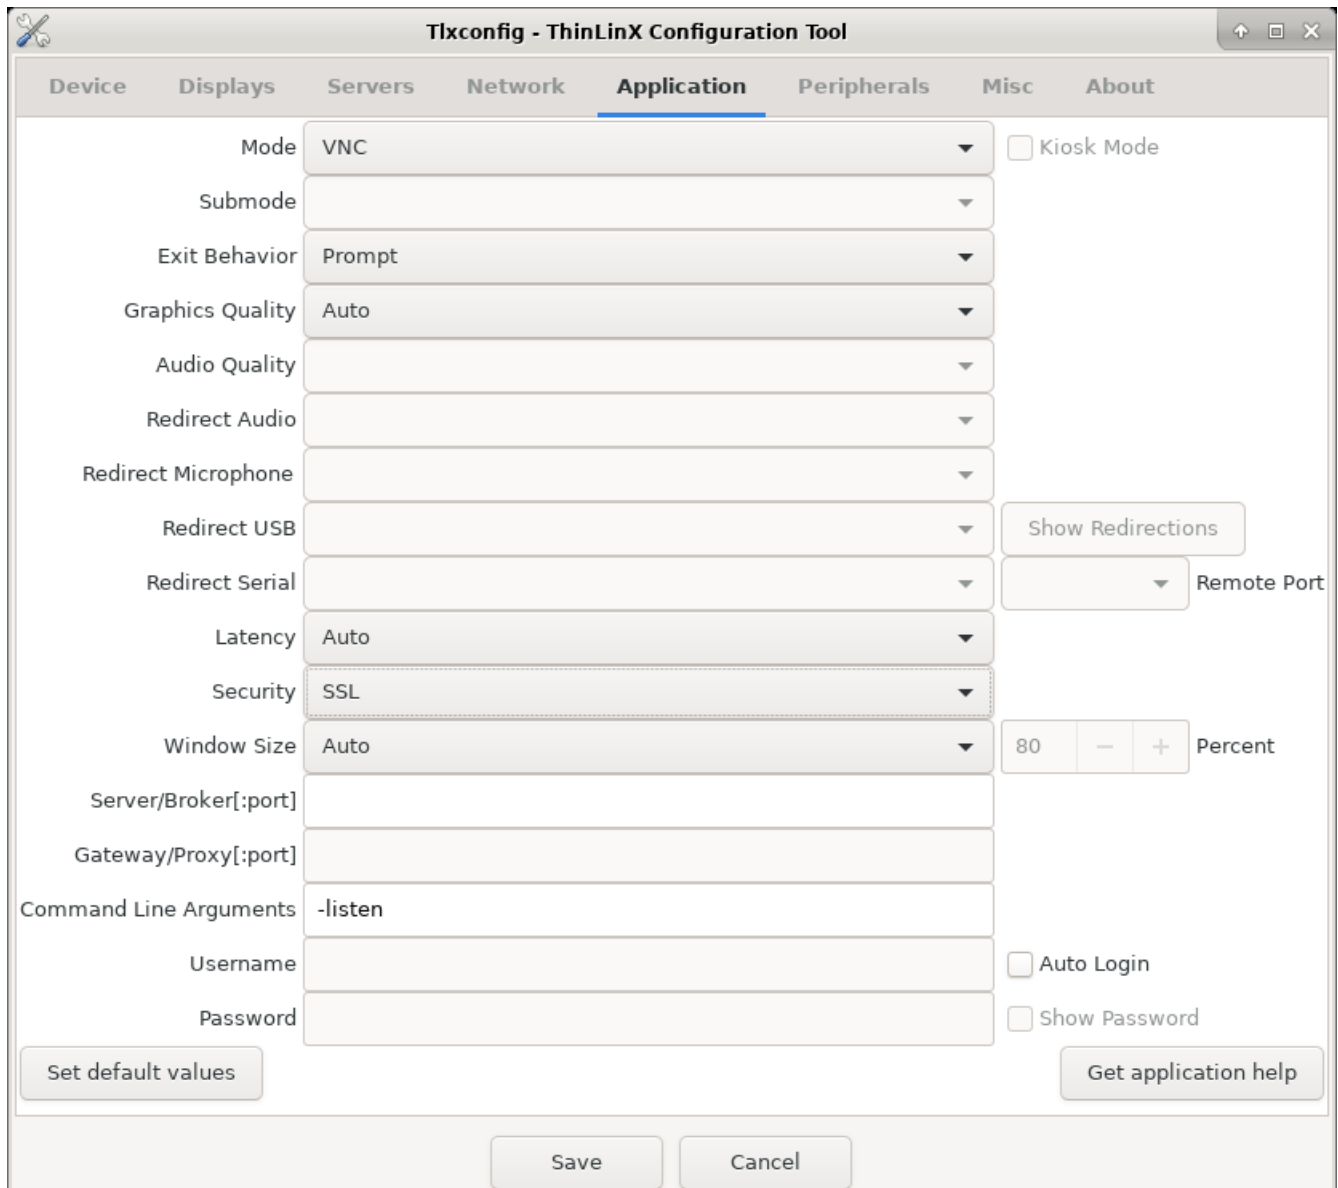 Tlxconfig - ThinLinX Configuration Tool
Device Displays Servers Network Application Peripherals Misc About
Mode VNC Kiosk Mode
Submode
Exit Behavior Prompt
Graphics Quality Auto
Audio Quality
Redirect Audio
Redirect Microphone
Redirect USB Show Redirections
Redirect Serial Remote Port
Latency Auto
Security SSL
Window Size Auto 80 − + Percent
Server/Broker[:port]
Gateway/Proxy[:port]
Command Line Arguments -listen
Username Auto Login
Password Show Password
Set default values Get application help
Save Cancel